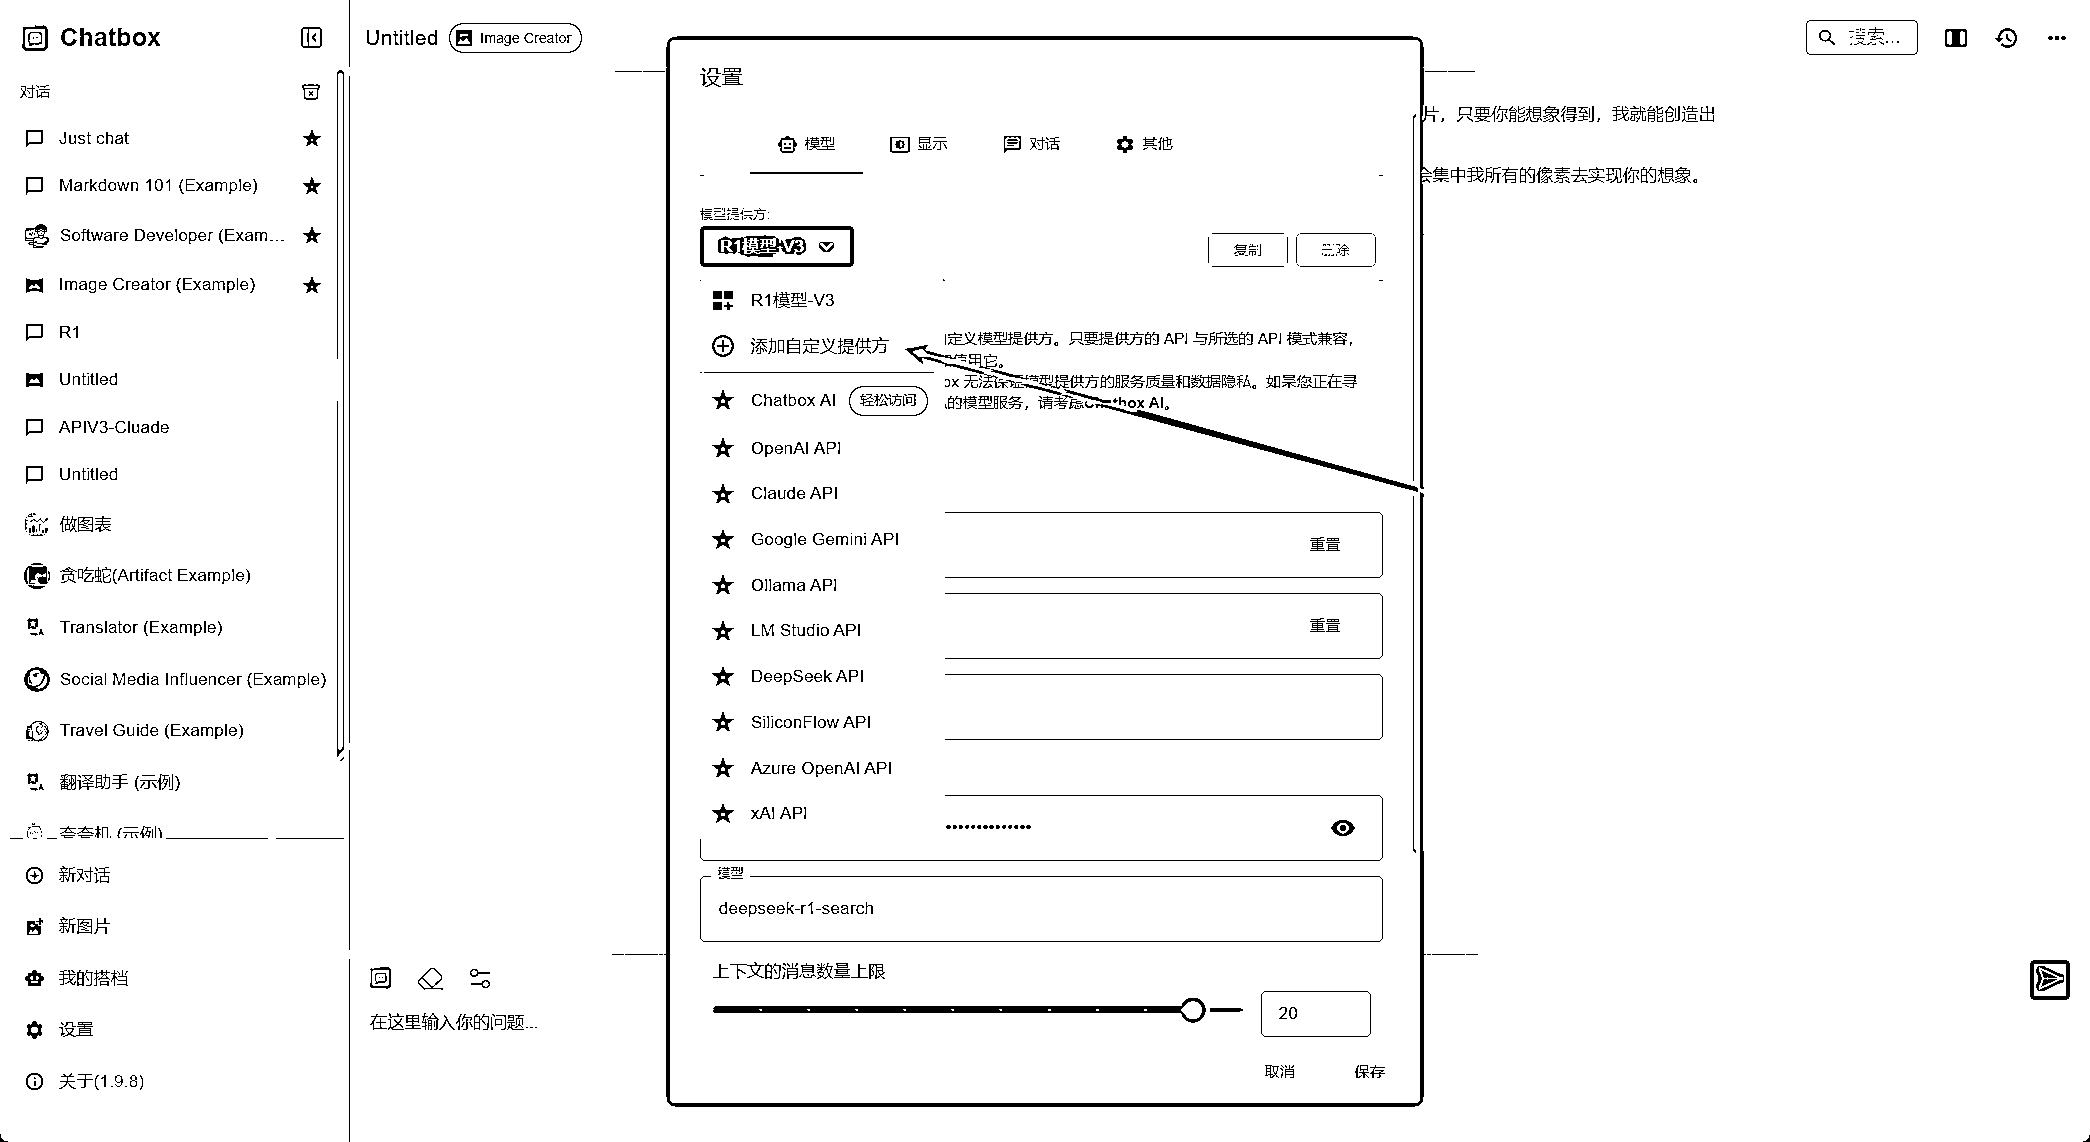 Chatbox
对话
Just chat
Markdown 101 (Example)
Software Developer (Exam...
Image Creator (Example)
R1
Untitled
APIV3-Cluade
Untitled
做图表
贪吃蛇(Artifact Example)
Translator (Example)
Social Media Influencer (Example)
Travel Guide (Example)
翻译助手 (示例)
夸夸机 (示例)
新对话
新图片
我的搭档
设置
关于(1.9.8)
Untitled
Image Creator
搜索...
片，只要你能想象得到，我就能创造出
会集中我所有的像素去实现你的想象。
在这里输入你的问题...
设置
模型
显示
对话
其他
模型提供方:
R1模型-V3
复制
删除
R1模型-V3
添加自定义提供方
Chatbox AI
轻松访问
OpenAI API
Claude API
Google Gemini API
Ollama API
LM Studio API
DeepSeek API
SiliconFlow API
Azure OpenAI API
xAI API
定义模型提供方。只要提供方的 API 与所选的 API 模式兼容，
使用它。
ox 无法保证模型提供方的服务质量和数据隐私。如果您正在寻
的模型服务，请考虑Chatbox AI。
重置
重置
模型
deepseek-r1-search
上下文的消息数量上限
20
取消
保存